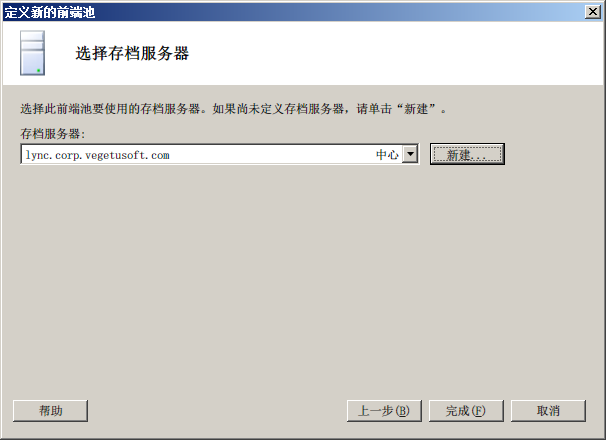 定义新的前端池
选择存档服务器
选择此前端池要使用的存档服务器。如果尚未定义存档服务器，请单击“新建”。
存档服务器:
lync.corp.vegetusoft.com 中心 新建...
帮助 上一步(B) 完成(F) 取消